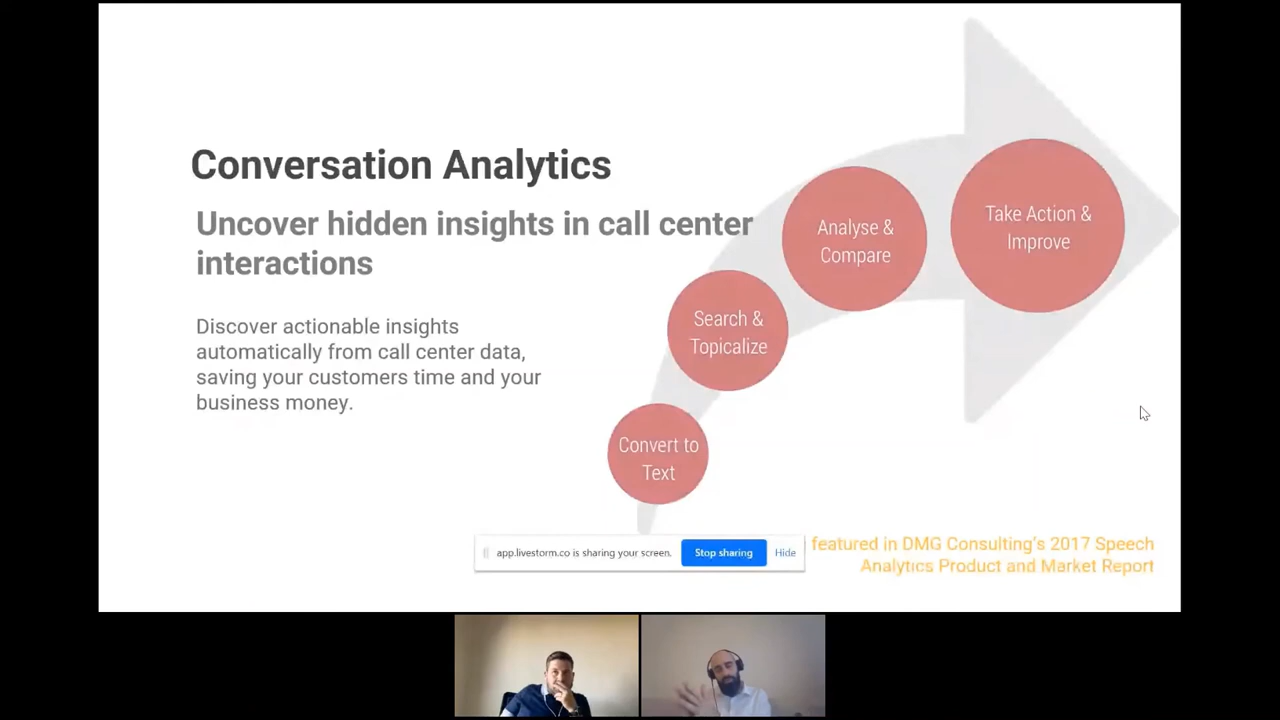 Conversation Analytics
Uncover hidden insights in call center
interactions
Discover actionable insights
automatically from call center data,
saving your customers time and your
business money.
Take Action &
Improve
Analyse &
Compare
Search &
Topicalize
Convert to
Text
app.livestorm.co is sharing your screen.
Stop sharing
Hide
featured in DMG Consulting's 2017 Speech
Analytics Product and Market Report